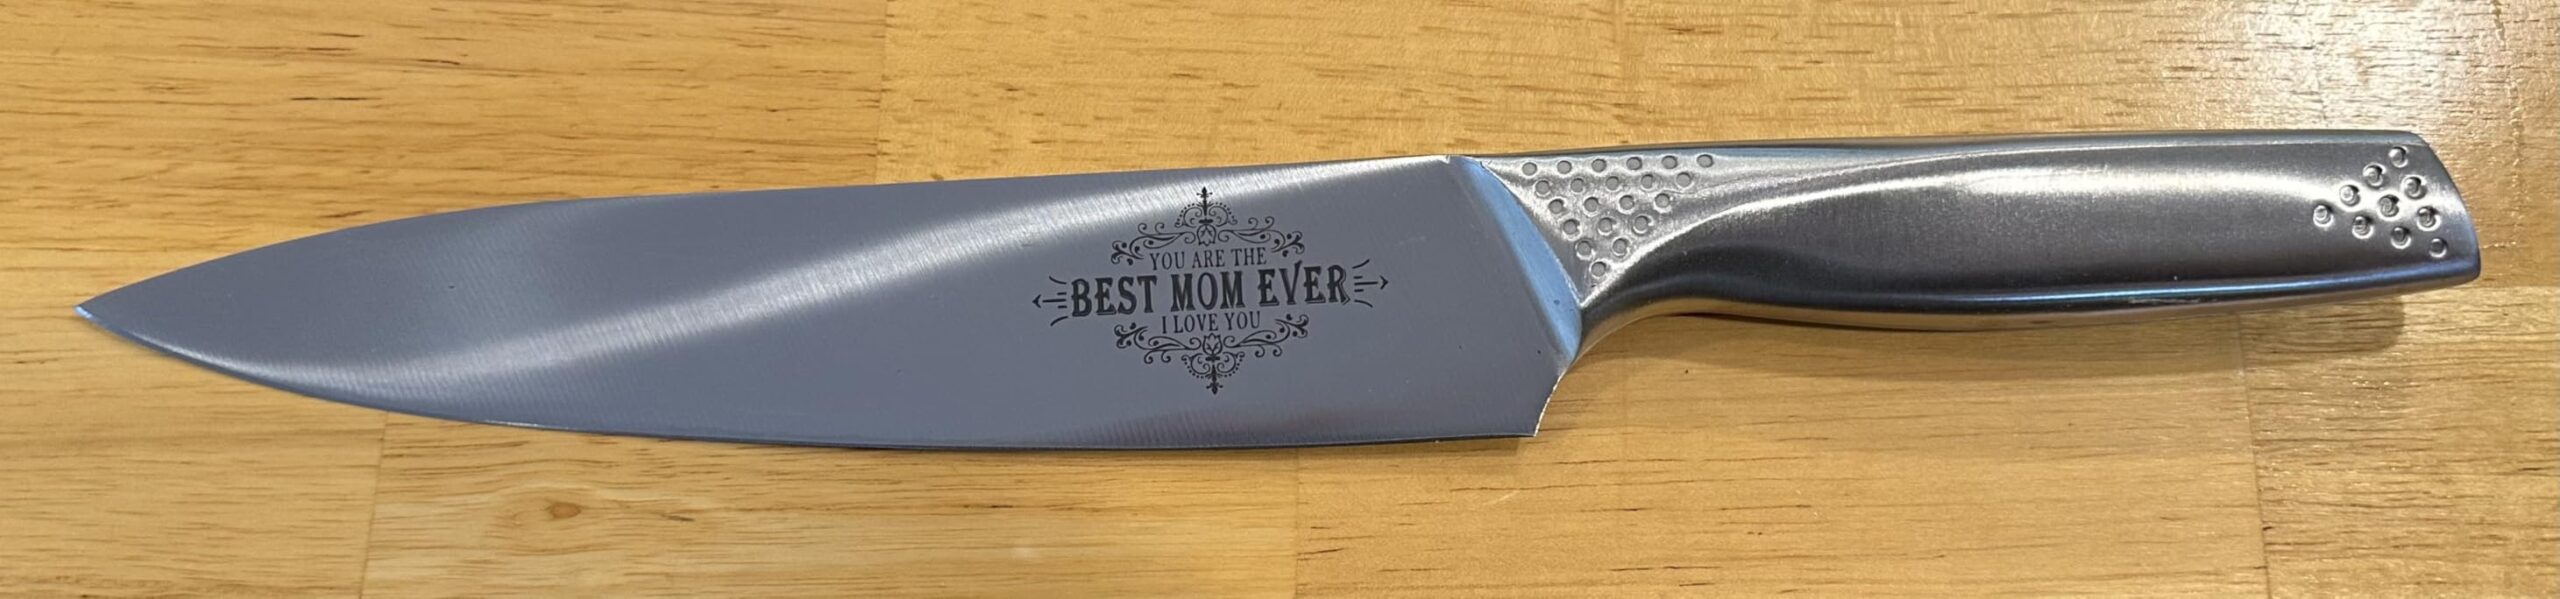 YOU ARE THE
BEST MOM EVER
I LOVE YOU